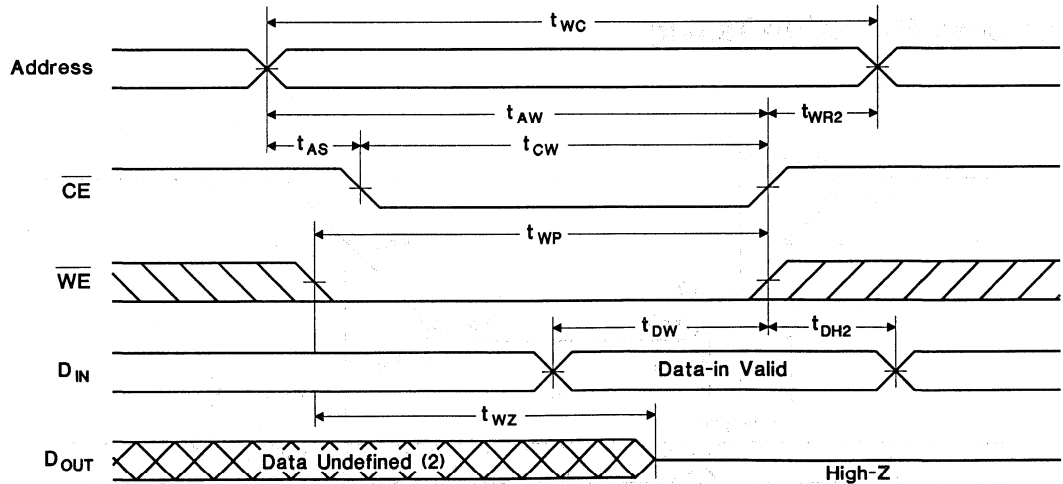 tWC
Address
tAW
tWR2
tAS
tCW
CE
tWP
WE
tDW
tDH2
DIN
Data-in Valid
tWZ
DOUT
Data Undefined (2)
High-Z